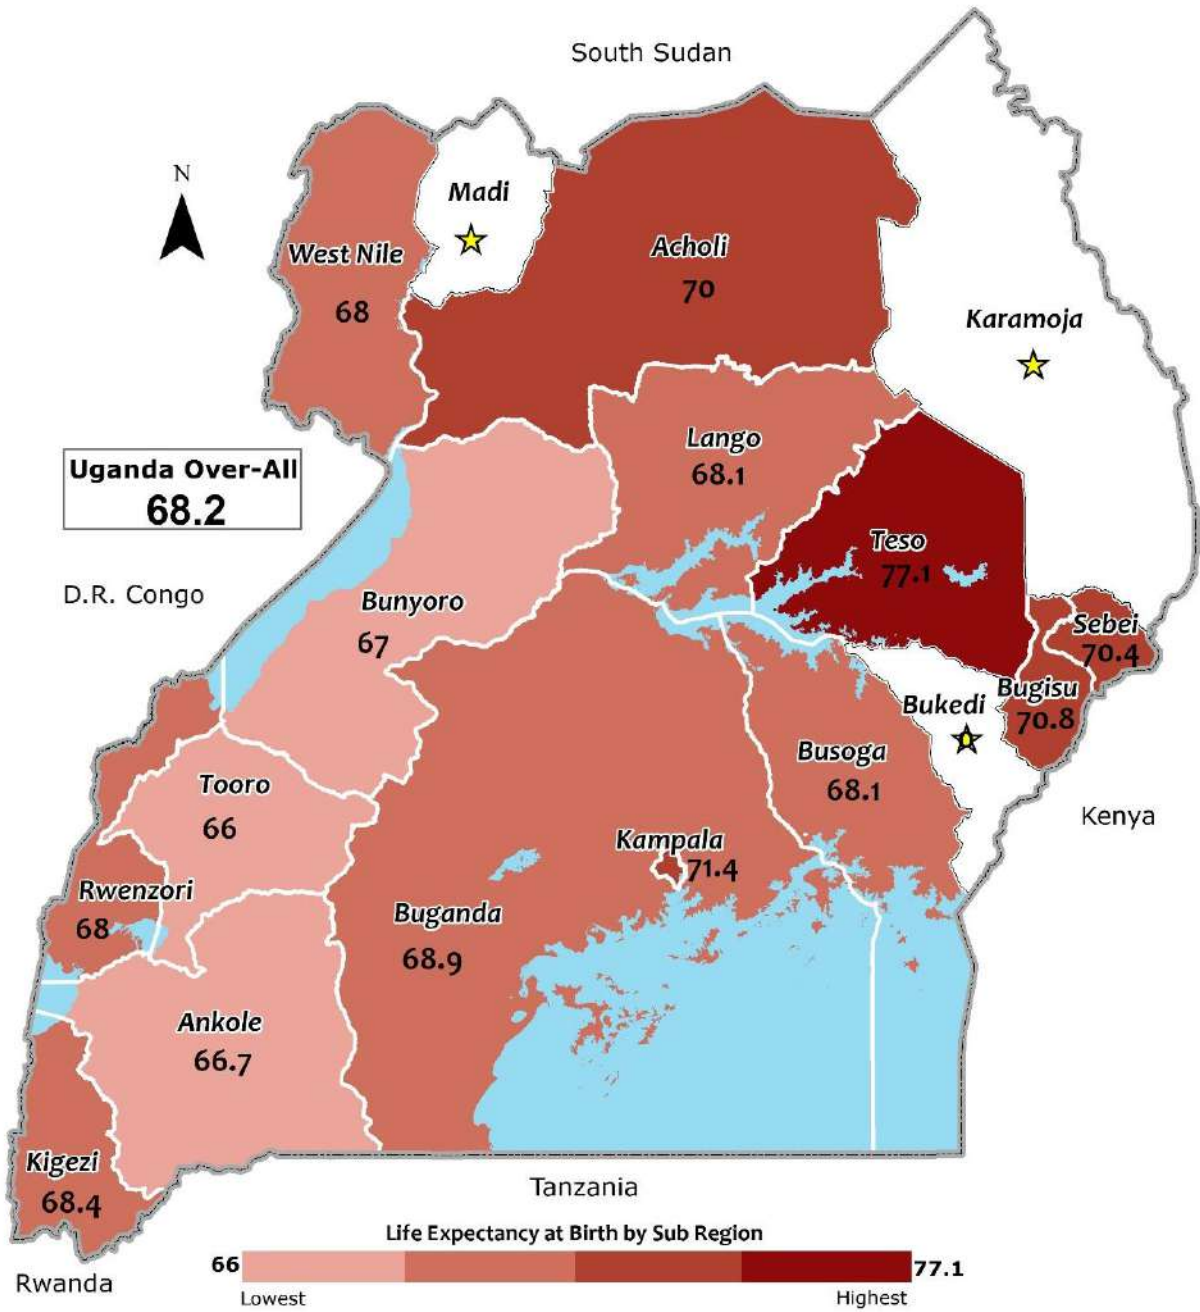 South Sudan
N
Madi
West Nile
68
Acholi
70
Karamoja
Uganda Over-All
68.2
Lango
68.1
Teso
77.1
D.R. Congo
Bunyoro
67
Sebei
70.4
Bugisu
70.8
Bukedi
Busoga
68.1
Tooro
66
Kenya
Kampala
71.4
Rwenzori
68
Buganda
68.9
Ankole
66.7
Kigezi
68.4
Tanzania
Rwanda
Life Expectancy at Birth by Sub Region
66
77.1
Lowest
Highest